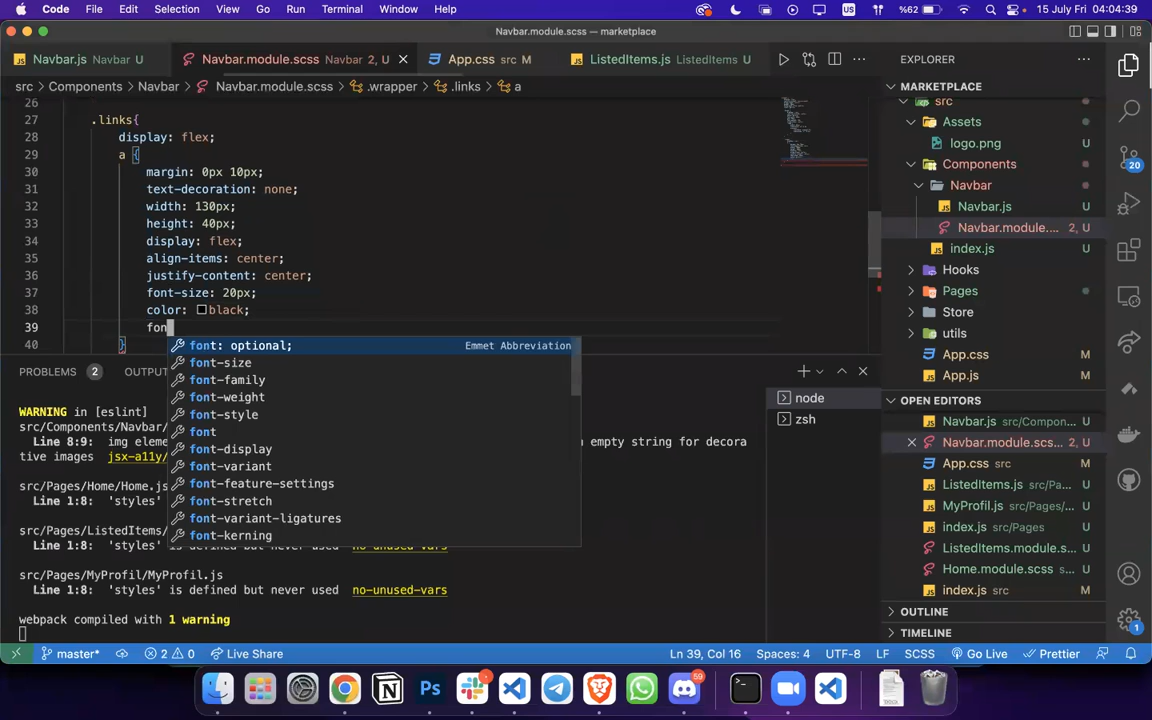 Code File Edit Selection View Go Run Terminal Window Help US %62 15 July Fri 04:04:39
Navbar.module.scss — marketplace
Navbar.js Navbar U Navbar.module.scss Navbar 2, U App.css src M ListedItems.js ListedItems U
src > Components > Navbar > Navbar.module.scss > .wrapper > .links > a
26
27 .links{
28 display: flex;
29 a {
30 margin: 0px 10px;
31 text-decoration: none;
32 width: 130px;
33 height: 40px;
34 display: flex;
35 align-items: center;
36 justify-content: center;
37 font-size: 20px;
38 color: black;
39 fon
40 }
font: optional; Emmet Abbreviation
font-size
font-family
font-weight
font-style
font
font-display
font-variant
font-feature-settings
font-stretch
font-variant-ligatures
font-kerning
PROBLEMS 2 OUTPU
WARNING in [eslint]
src/Components/Navbar/
Line 8:9: img eleme n empty string for decora
tive images jsx-a11y/
src/Pages/Home/Home.js
Line 1:8: 'styles'
src/Pages/ListedItems/
Line 1:8: 'styles' is defined but never used no-unused-vars
src/Pages/MyProfil/MyProfil.js
Line 1:8: 'styles' is defined but never used no-unused-vars
webpack compiled with 1 warning
node
zsh
EXPLORER
MARKETPLACE
src
Assets
logo.png U
Components
Navbar
Navbar.js U
Navbar.module.... 2, U
index.js U
Hooks
Pages
Store
utils
App.css M
App.js M
OPEN EDITORS
Navbar.js src/Compon... U
Navbar.module.scs... 2, U
App.css src M
ListedItems.js src/Pa... U
MyProfil.js src/Pages/... U
index.js src/Pages U
ListedItems.module.s... U
Home.module.scss s... U
index.js src M
OUTLINE
TIMELINE
20
1
master* 2 0 Live Share Ln 39, Col 16 Spaces: 4 UTF-8 LF SCSS Go Live Prettier
Ps
59